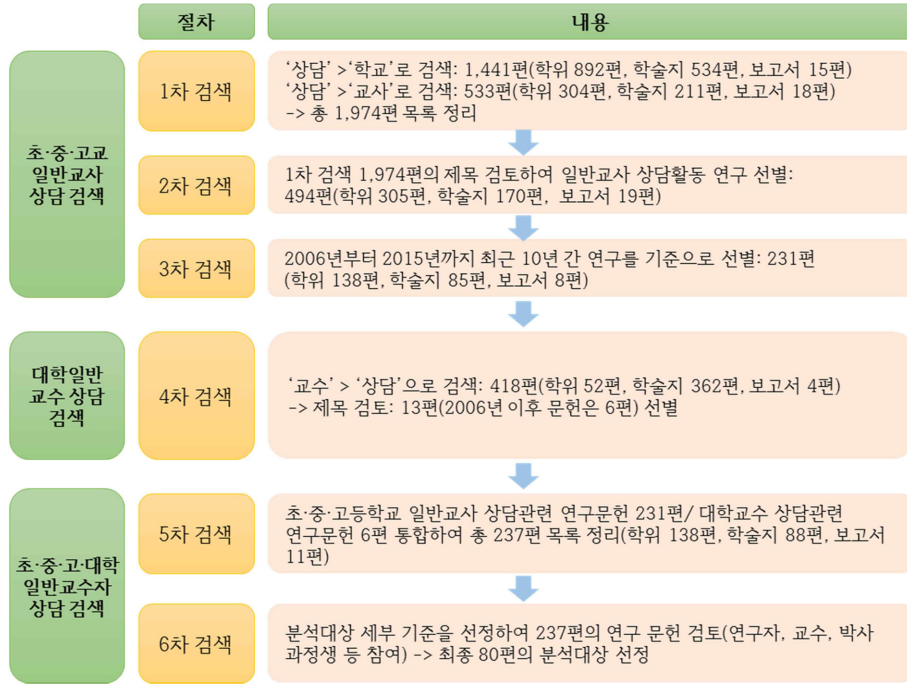 절차
내용
초·중·고교
일반교사
상담 검색
1차 검색
‘상담’ >‘학교’로 검색: 1,441편(학위 892편, 학술지 534편, 보고서 15편)
‘상담’ >‘교사’로 검색: 533편(학위 304편, 학술지 211편, 보고서 18편)
-> 총 1,974편 목록 정리
2차 검색
1차 검색 1,974편의 제목 검토하여 일반교사 상담활동 연구 선별:
494편(학위 305편, 학술지 170편, 보고서 19편)
3차 검색
2006년부터 2015년까지 최근 10년 간 연구를 기준으로 선별: 231편
(학위 138편, 학술지 85편, 보고서 8편)
대학일반
교수 상담
검색
4차 검색
‘교수’ > ‘상담’으로 검색: 418편(학위 52편, 학술지 362편, 보고서 4편)
-> 제목 검토: 13편(2006년 이후 문헌은 6편) 선별
초·중·고·대학
일반교수자
상담 검색
5차 검색
초·중·고등학교 일반교사 상담관련 연구문헌 231편/ 대학교수 상담관련
연구문헌 6편 통합하여 총 237편 목록 정리(학위 138편, 학술지 88편, 보고서
11편)
6차 검색
분석대상 세부 기준을 선정하여 237편의 연구 문헌 검토(연구자, 교수, 박사
과정생 등 참여) -> 최종 80편의 분석대상 선정